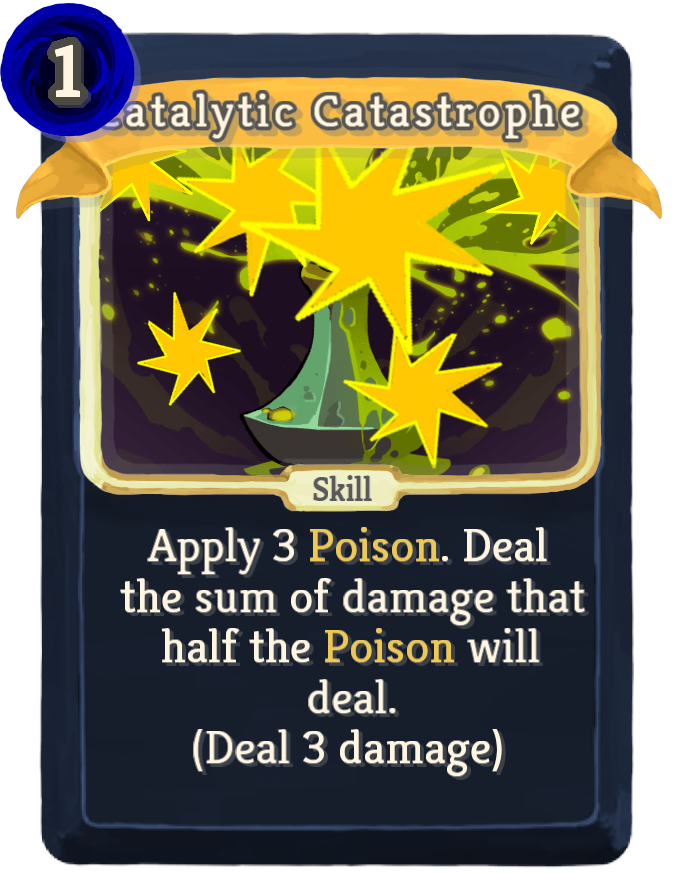 1
Catalytic Catastrophe
Skill
Apply 3 Poison. Deal
the sum of damage that
half the Poison will
deal.
(Deal 3 damage)